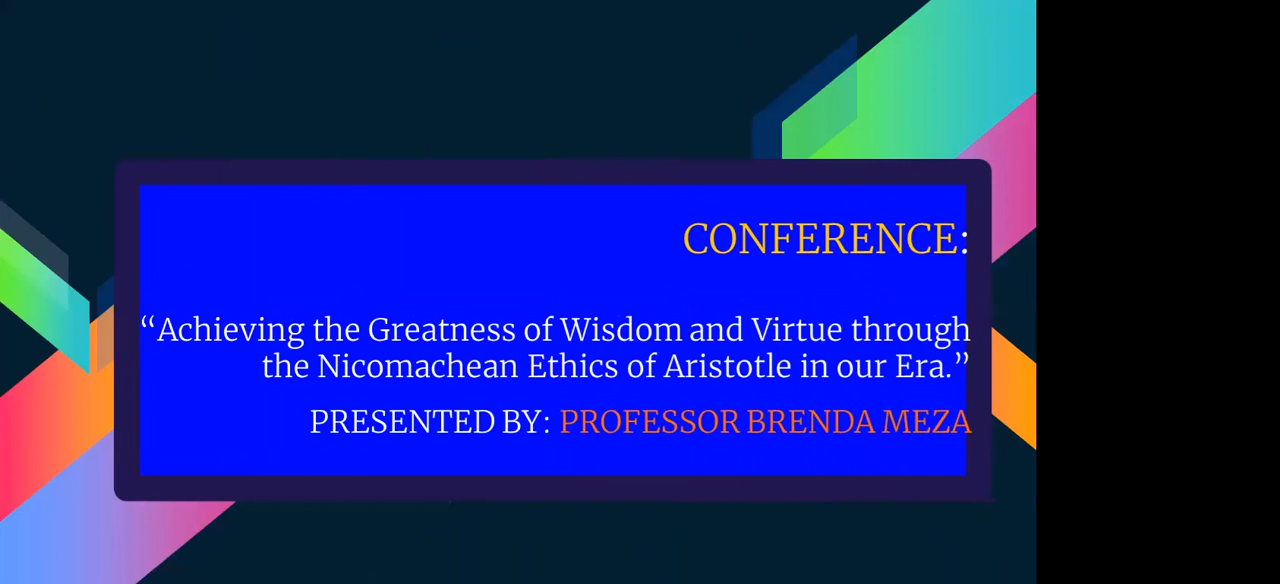 CONFERENCE:
“Achieving the Greatness of Wisdom and Virtue through
the Nicomachean Ethics of Aristotle in our Era.”
PRESENTED BY: PROFESSOR BRENDA MEZA